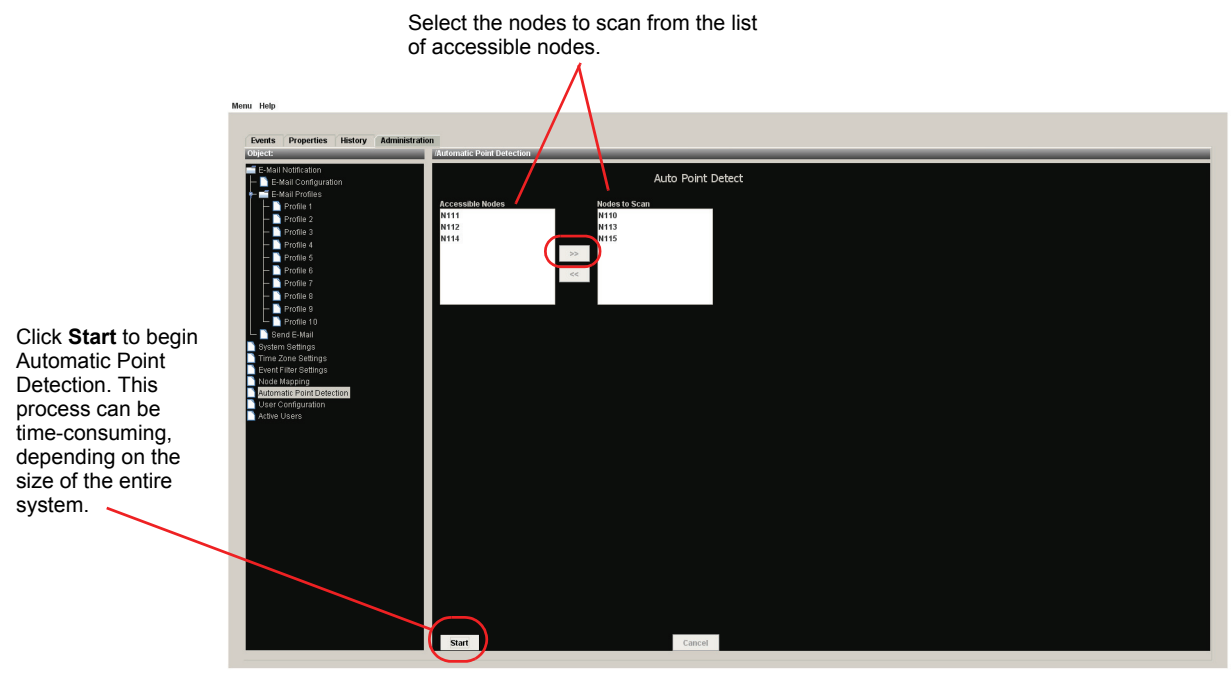 Select the nodes to scan from the list
of accessible nodes.
Menu Help
Events Properties History Administration
Object:
/Automatic Point Detection
E-Mail Notification
E-Mail Configuration
E-Mail Profiles
Profile 1
Profile 2
Profile 3
Profile 4
Profile 5
Profile 6
Profile 7
Profile 8
Profile 9
Profile 10
Send E-Mail
System Settings
Time Zone Settings
Event Filter Settings
Node Mapping
Automatic Point Detection
User Configuration
Active Users
Auto Point Detect
Accessible Nodes
N111
N112
N114
>>
<<
Nodes to Scan
N110
N113
N115
Click Start to begin
Automatic Point
Detection. This
process can be
time-consuming,
depending on the
size of the entire
system.
Start
Cancel